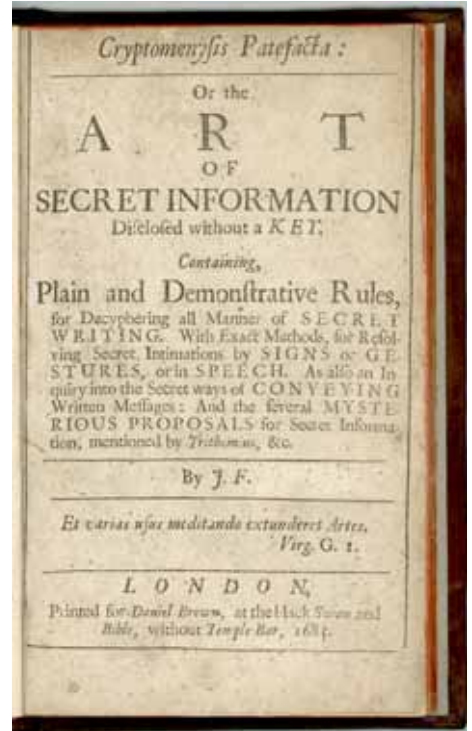 Cryptomenyſis Patefacta :
Or the
A R T
OF
SECRET INFORMATION
Diſcloſed without a KEY.
Containing,
Plain and Demonſtrative Rules,
for Decyphering all Manner of SECRET
WRITING. With Exact Methods, for Reſol-
ving Secret Intimations by SIGNS or GE-
STURES, or in SPEECH. As alſo an In-
quiry into the Secret ways of CONVEYING
Written Meſſages : And the ſeveral MYSTE-
RIOUS PROPOSALS for Secret Informa-
tion, mentioned by Trithemius, &c.
By J. F.
Et varias uſus meditando extunderet Artes.
Virg. G. 1.
L O N D O N,
Printed for Daniel Brown, at the black Swan and
Bible, without Temple Bar, 1685.